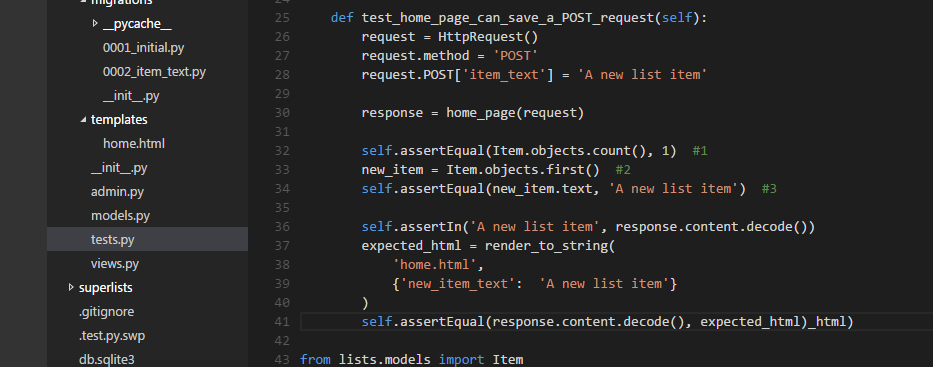 migrations
__pycache__
0001_initial.py
0002_item_text.py
__init__.py
templates
home.html
__init__.py
admin.py
models.py
tests.py
views.py
superlists
.gitignore
.test.py.swp
db.sqlite3
24
25 def test_home_page_can_save_a_POST_request(self):
26 request = HttpRequest()
27 request.method = 'POST'
28 request.POST['item_text'] = 'A new list item'
29
30 response = home_page(request)
31
32 self.assertEqual(Item.objects.count(), 1) #1
33 new_item = Item.objects.first() #2
34 self.assertEqual(new_item.text, 'A new list item') #3
35
36 self.assertIn('A new list item', response.content.decode())
37 expected_html = render_to_string(
38 'home.html',
39 {'new_item_text': 'A new list item'}
40 )
41 self.assertEqual(response.content.decode(), expected_html)_html)
42
43 from lists.models import Item